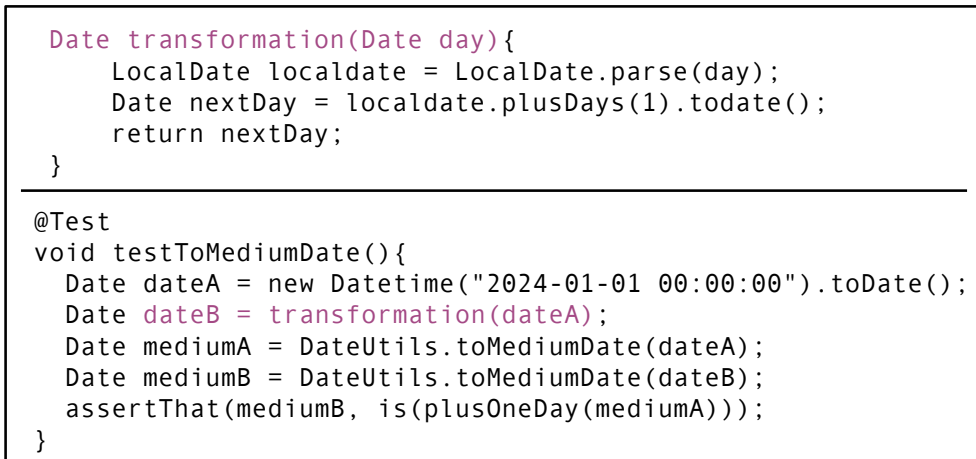 Date transformation(Date day){
    LocalDate localdate = LocalDate.parse(day);
    Date nextDay = localdate.plusDays(1).todate();
    return nextDay;
}
@Test
void testToMediumDate(){
  Date dateA = new Datetime("2024-01-01 00:00:00").toDate();
  Date dateB = transformation(dateA);
  Date mediumA = DateUtils.toMediumDate(dateA);
  Date mediumB = DateUtils.toMediumDate(dateB);
  assertThat(mediumB, is(plusOneDay(mediumA)));
}